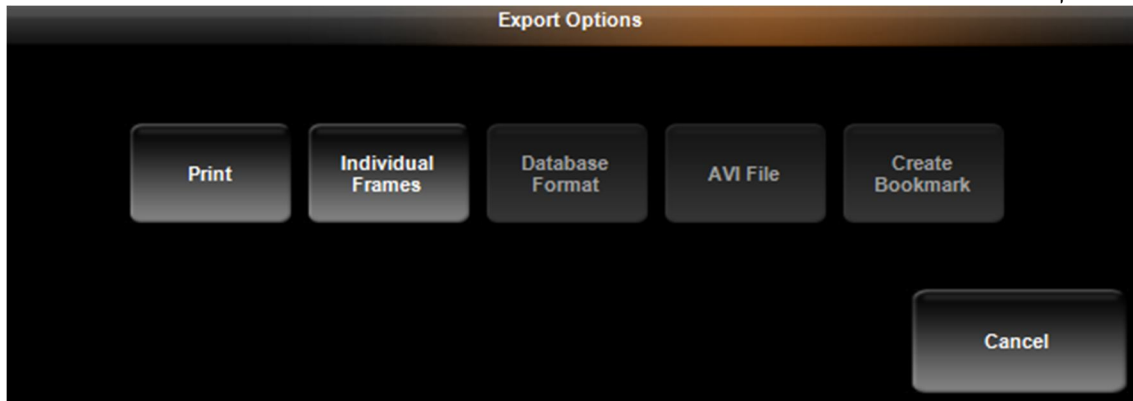 Export Options
Print
Individual
Frames
Database
Format
AVI File
Create
Bookmark
Cancel